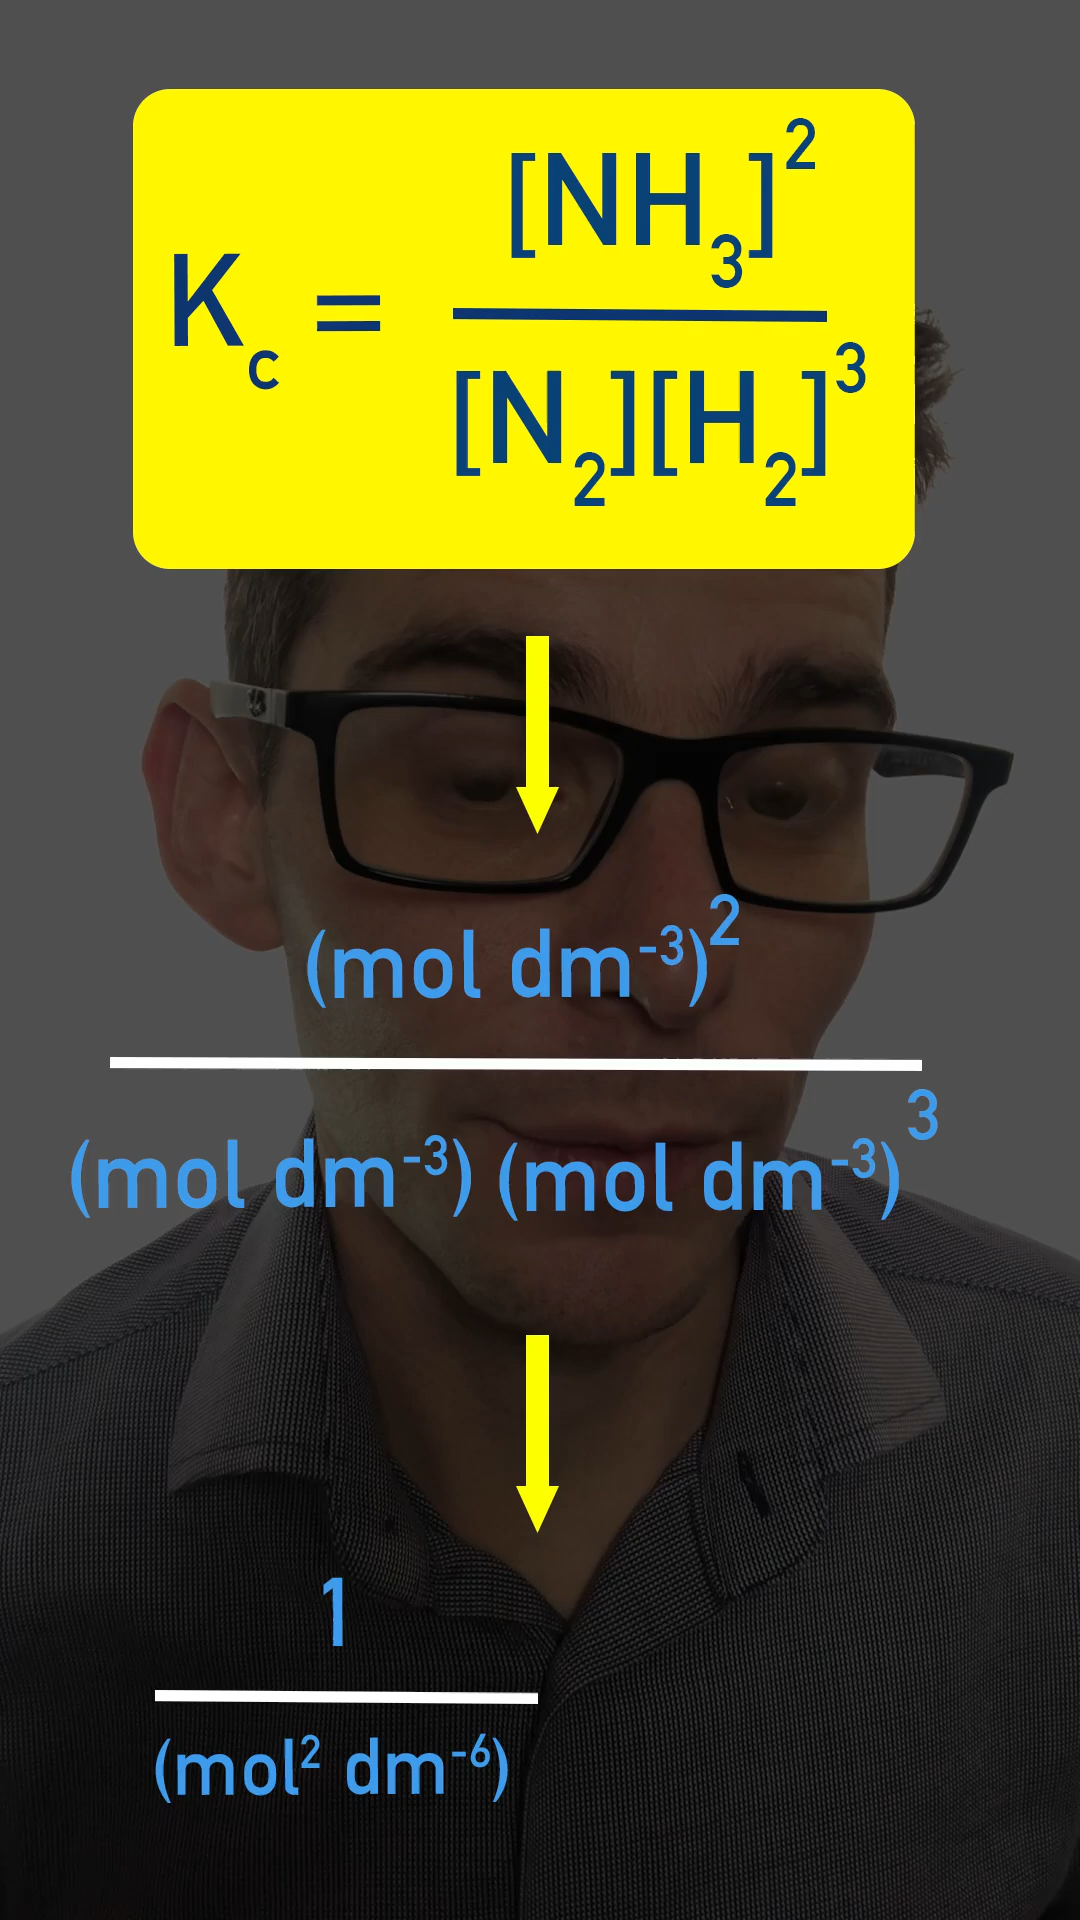 K꜀ = [NH₃]² / [N₂][H₂]³
(mol dm⁻³)²
(mol dm⁻³) (mol dm⁻³)³
1
(mol² dm⁻⁶)